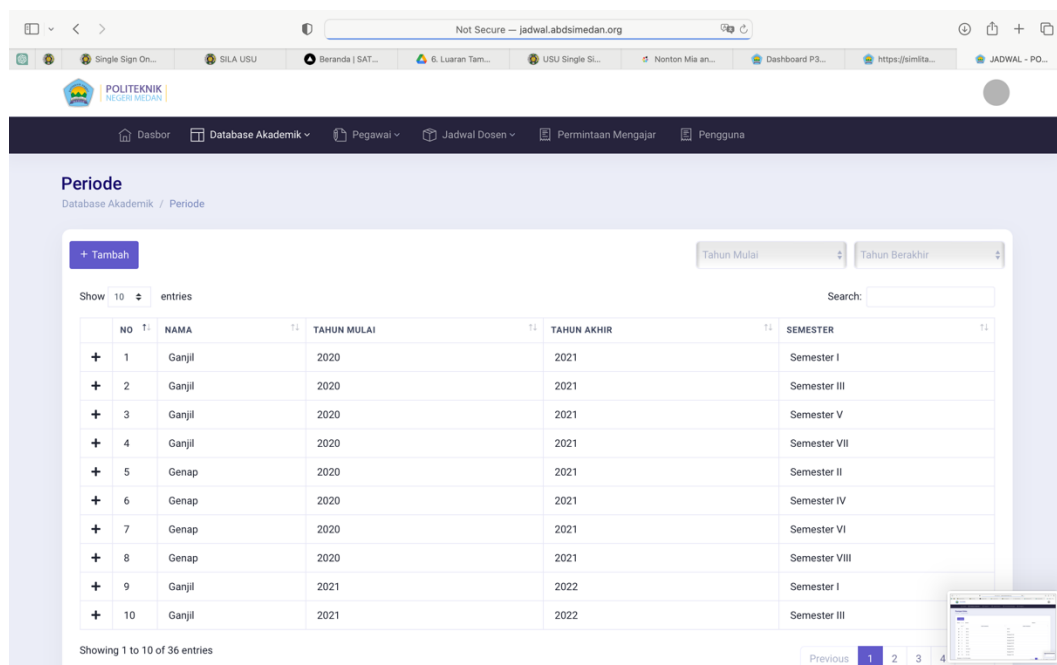 Not Secure — jadwal.abdsimedan.org
Single Sign On... SILA USU Beranda | SAT... 6. Luaran Tam... USU Single Si... Nonton Mia an... Dashboard P3... https://simlita... JADWAL - PO...
POLITEKNIK
NEGERI MEDAN
Dasbor Database Akademik Pegawai Jadwal Dosen Permintaan Mengajar Pengguna
Periode
Database Akademik / Periode
+ Tambah Tahun Mulai Tahun Berakhir
Show 10 entries Search:
NO NAMA TAHUN MULAI TAHUN AKHIR SEMESTER
+ 1 Ganjil 2020 2021 Semester I
+ 2 Ganjil 2020 2021 Semester III
+ 3 Ganjil 2020 2021 Semester V
+ 4 Ganjil 2020 2021 Semester VII
+ 5 Genap 2020 2021 Semester II
+ 6 Genap 2020 2021 Semester IV
+ 7 Genap 2020 2021 Semester VI
+ 8 Genap 2020 2021 Semester VIII
+ 9 Ganjil 2021 2022 Semester I
+ 10 Ganjil 2021 2022 Semester III
Showing 1 to 10 of 36 entries Previous 1 2 3 4